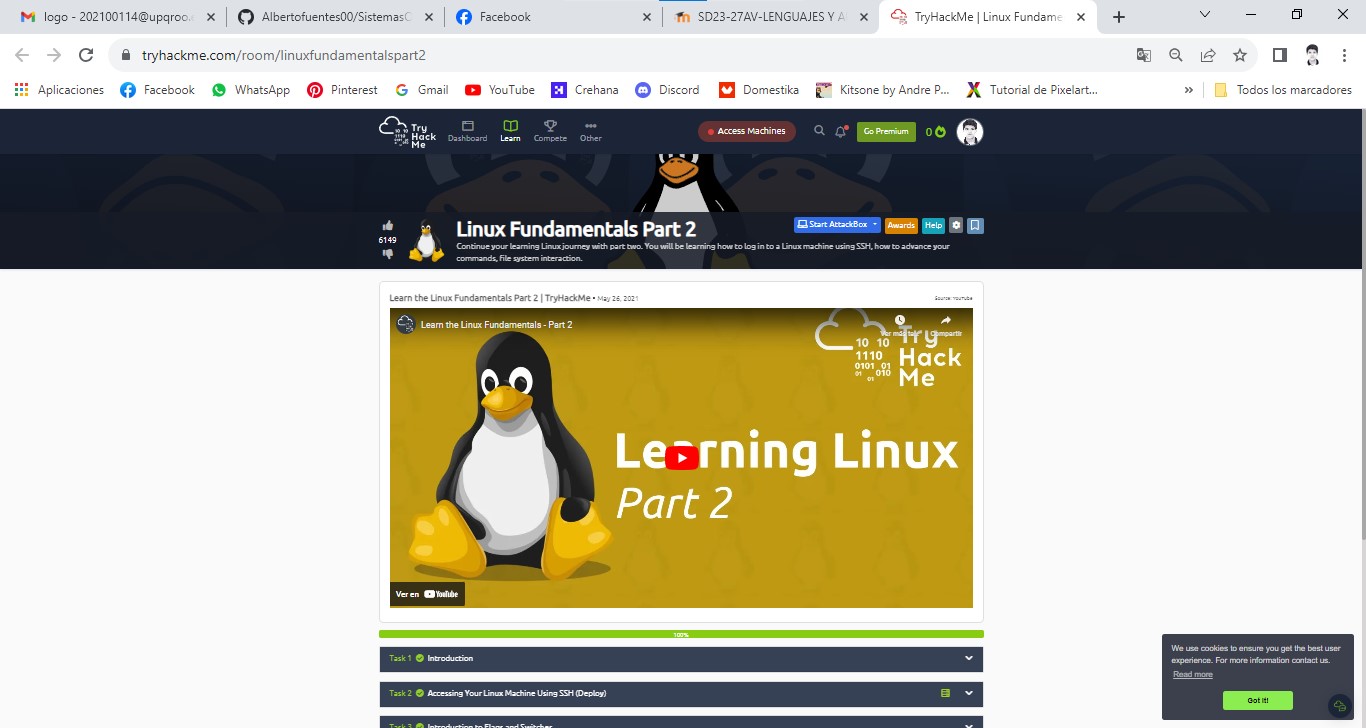 logo - 202100114@upqroo.
Albertofuentes00/SistemasO
Facebook
SD23-27AV-LENGUAJES Y A
TryHackMe | Linux Fundame
tryhackme.com/room/linuxfundamentalspart2
Aplicaciones Facebook WhatsApp Pinterest Gmail YouTube Crehana Discord Domestika Kitsone by Andre P... Tutorial de Pixelart... » Todos los marcadores
Try
Hack
Me
Dashboard Learn Compete Other
Access Machines
Go Premium
0
6149
Linux Fundamentals Part 2
Continue your learning Linux journey with part two. You will be learning how to log in to a Linux machine using SSH, how to advance your
commands, file system interaction.
Start AttackBox Awards Help
Learn the Linux Fundamentals Part 2 | TryHackMe • May 26, 2021
Source: YouTube
Learn the Linux Fundamentals - Part 2
Ver más tar... Compartir
10 10
1110
0101 01
01 010
01
Try
Hack
Me
Learning Linux
Part 2
Ver en YouTube
100%
Task 1 Introduction
Task 2 Accessing Your Linux Machine Using SSH (Deploy)
Task 3 Introduction to Flags and Switches
We use cookies to ensure you get the best user
experience. For more information contact us.
Read more
Got it!